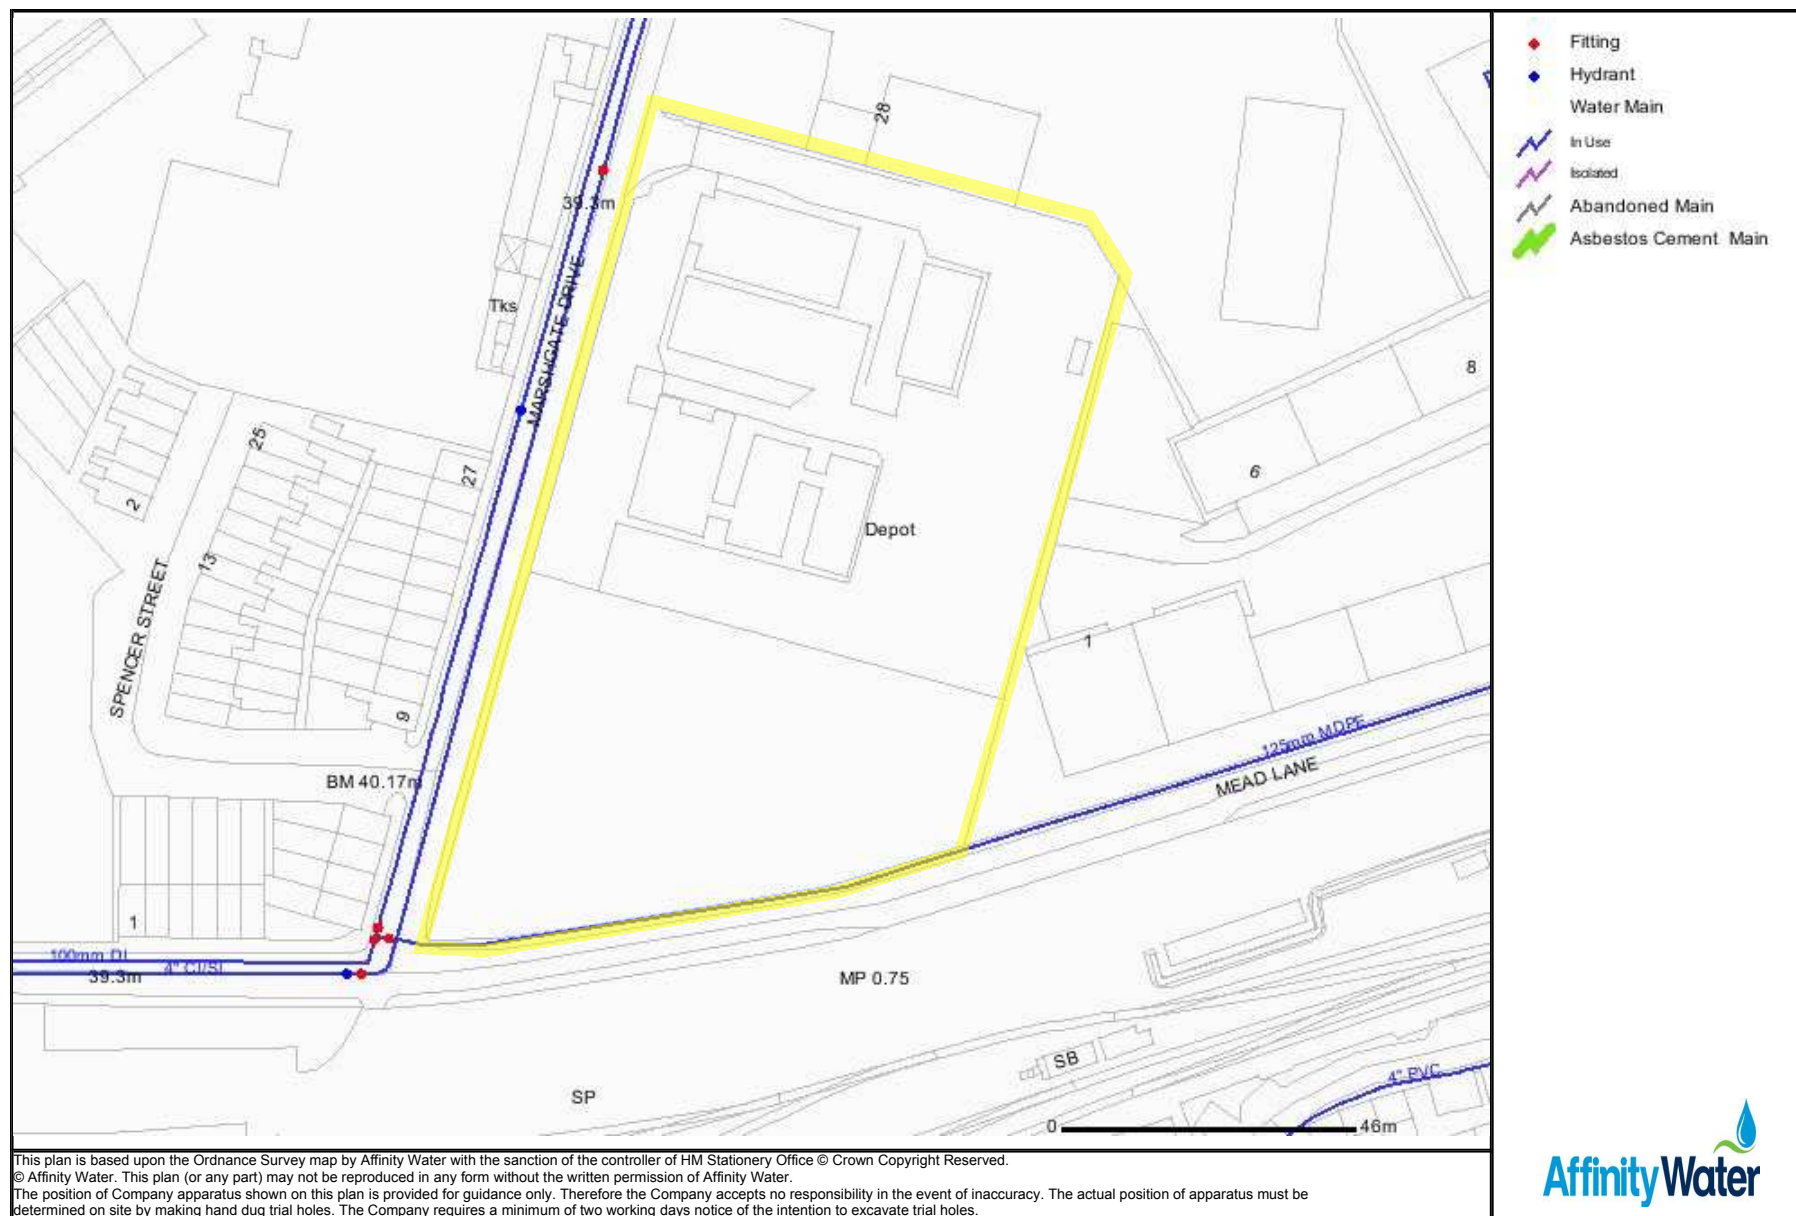 Fitting
Hydrant
Water Main
In Use
Isolated
Abandoned Main
Asbestos Cement Main
28
39.3m
MARSHGATE DRIVE
Tks
8
25
27
6
2
13
Depot
SPENCER STREET
1
9
125mm MDPE
MEAD LANE
BM 40.17m
1
100mm DI
4" CI/SL
39.3m
MP 0.75
SB
4" PVC
SP
0 46m
This plan is based upon the Ordnance Survey map by Affinity Water with the sanction of the controller of HM Stationery Office © Crown Copyright Reserved.
© Affinity Water. This plan (or any part) may not be reproduced in any form without the written permission of Affinity Water.
The position of Company apparatus shown on this plan is provided for guidance only. Therefore the Company accepts no responsibility in the event of inaccuracy. The actual position of apparatus must be
determined on site by making hand dug trial holes. The Company requires a minimum of two working days notice of the intention to excavate trial holes.
AffinityWater